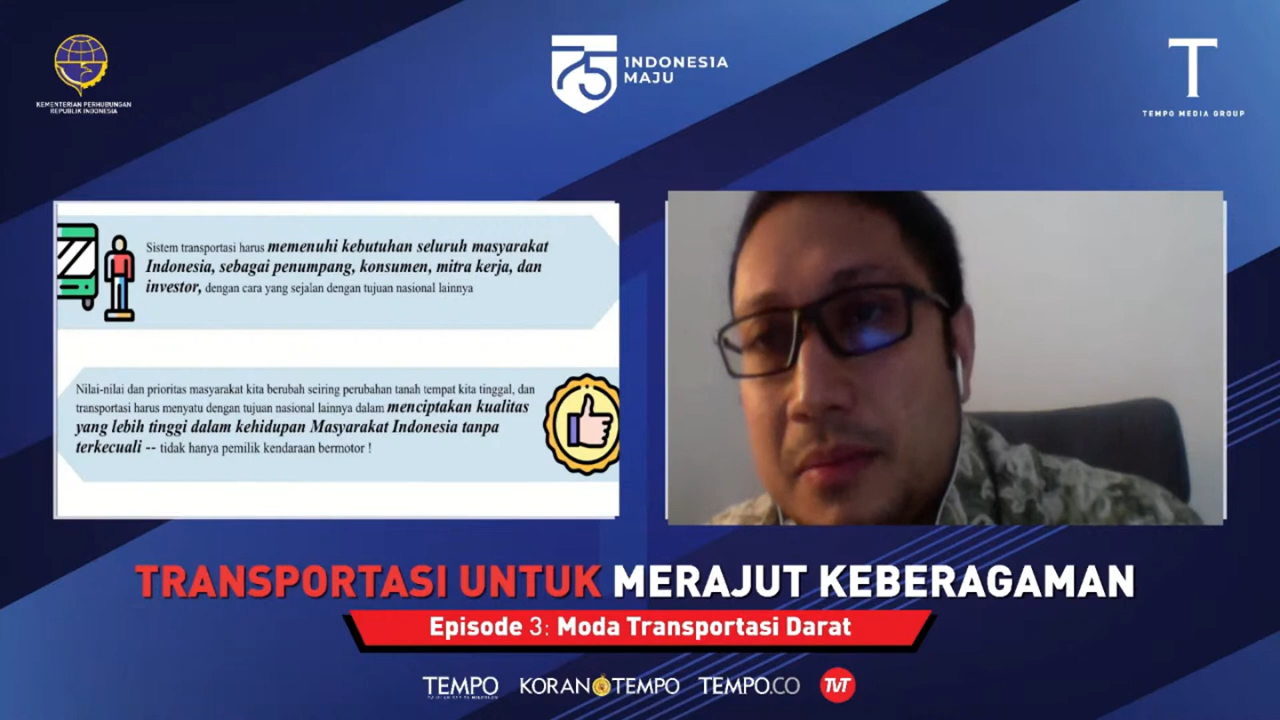 KEMENTERIAN PERHUBUNGAN
REPUBLIK INDONESIA
75
INDONESIA
MAJU
T
TEMPO MEDIA GROUP
Sistem transportasi harus memenuhi kebutuhan seluruh masyarakat
Indonesia, sebagai penumpang, konsumen, mitra kerja, dan
investor, dengan cara yang sejalan dengan tujuan nasional lainnya
Nilai-nilai dan prioritas masyarakat kita berubah seiring perubahan tanah tempat kita tinggal, dan
transportasi harus menyatu dengan tujuan nasional lainnya dalam menciptakan kualitas
yang lebih tinggi dalam kehidupan Masyarakat Indonesia tanpa
terkecuali -- tidak hanya pemilik kendaraan bermotor !
TRANSPORTASI UNTUK MERAJUT KEBERAGAMAN
Episode 3: Moda Transportasi Darat
TEMPO
KORAN TEMPO
TEMPO.CO
TVT